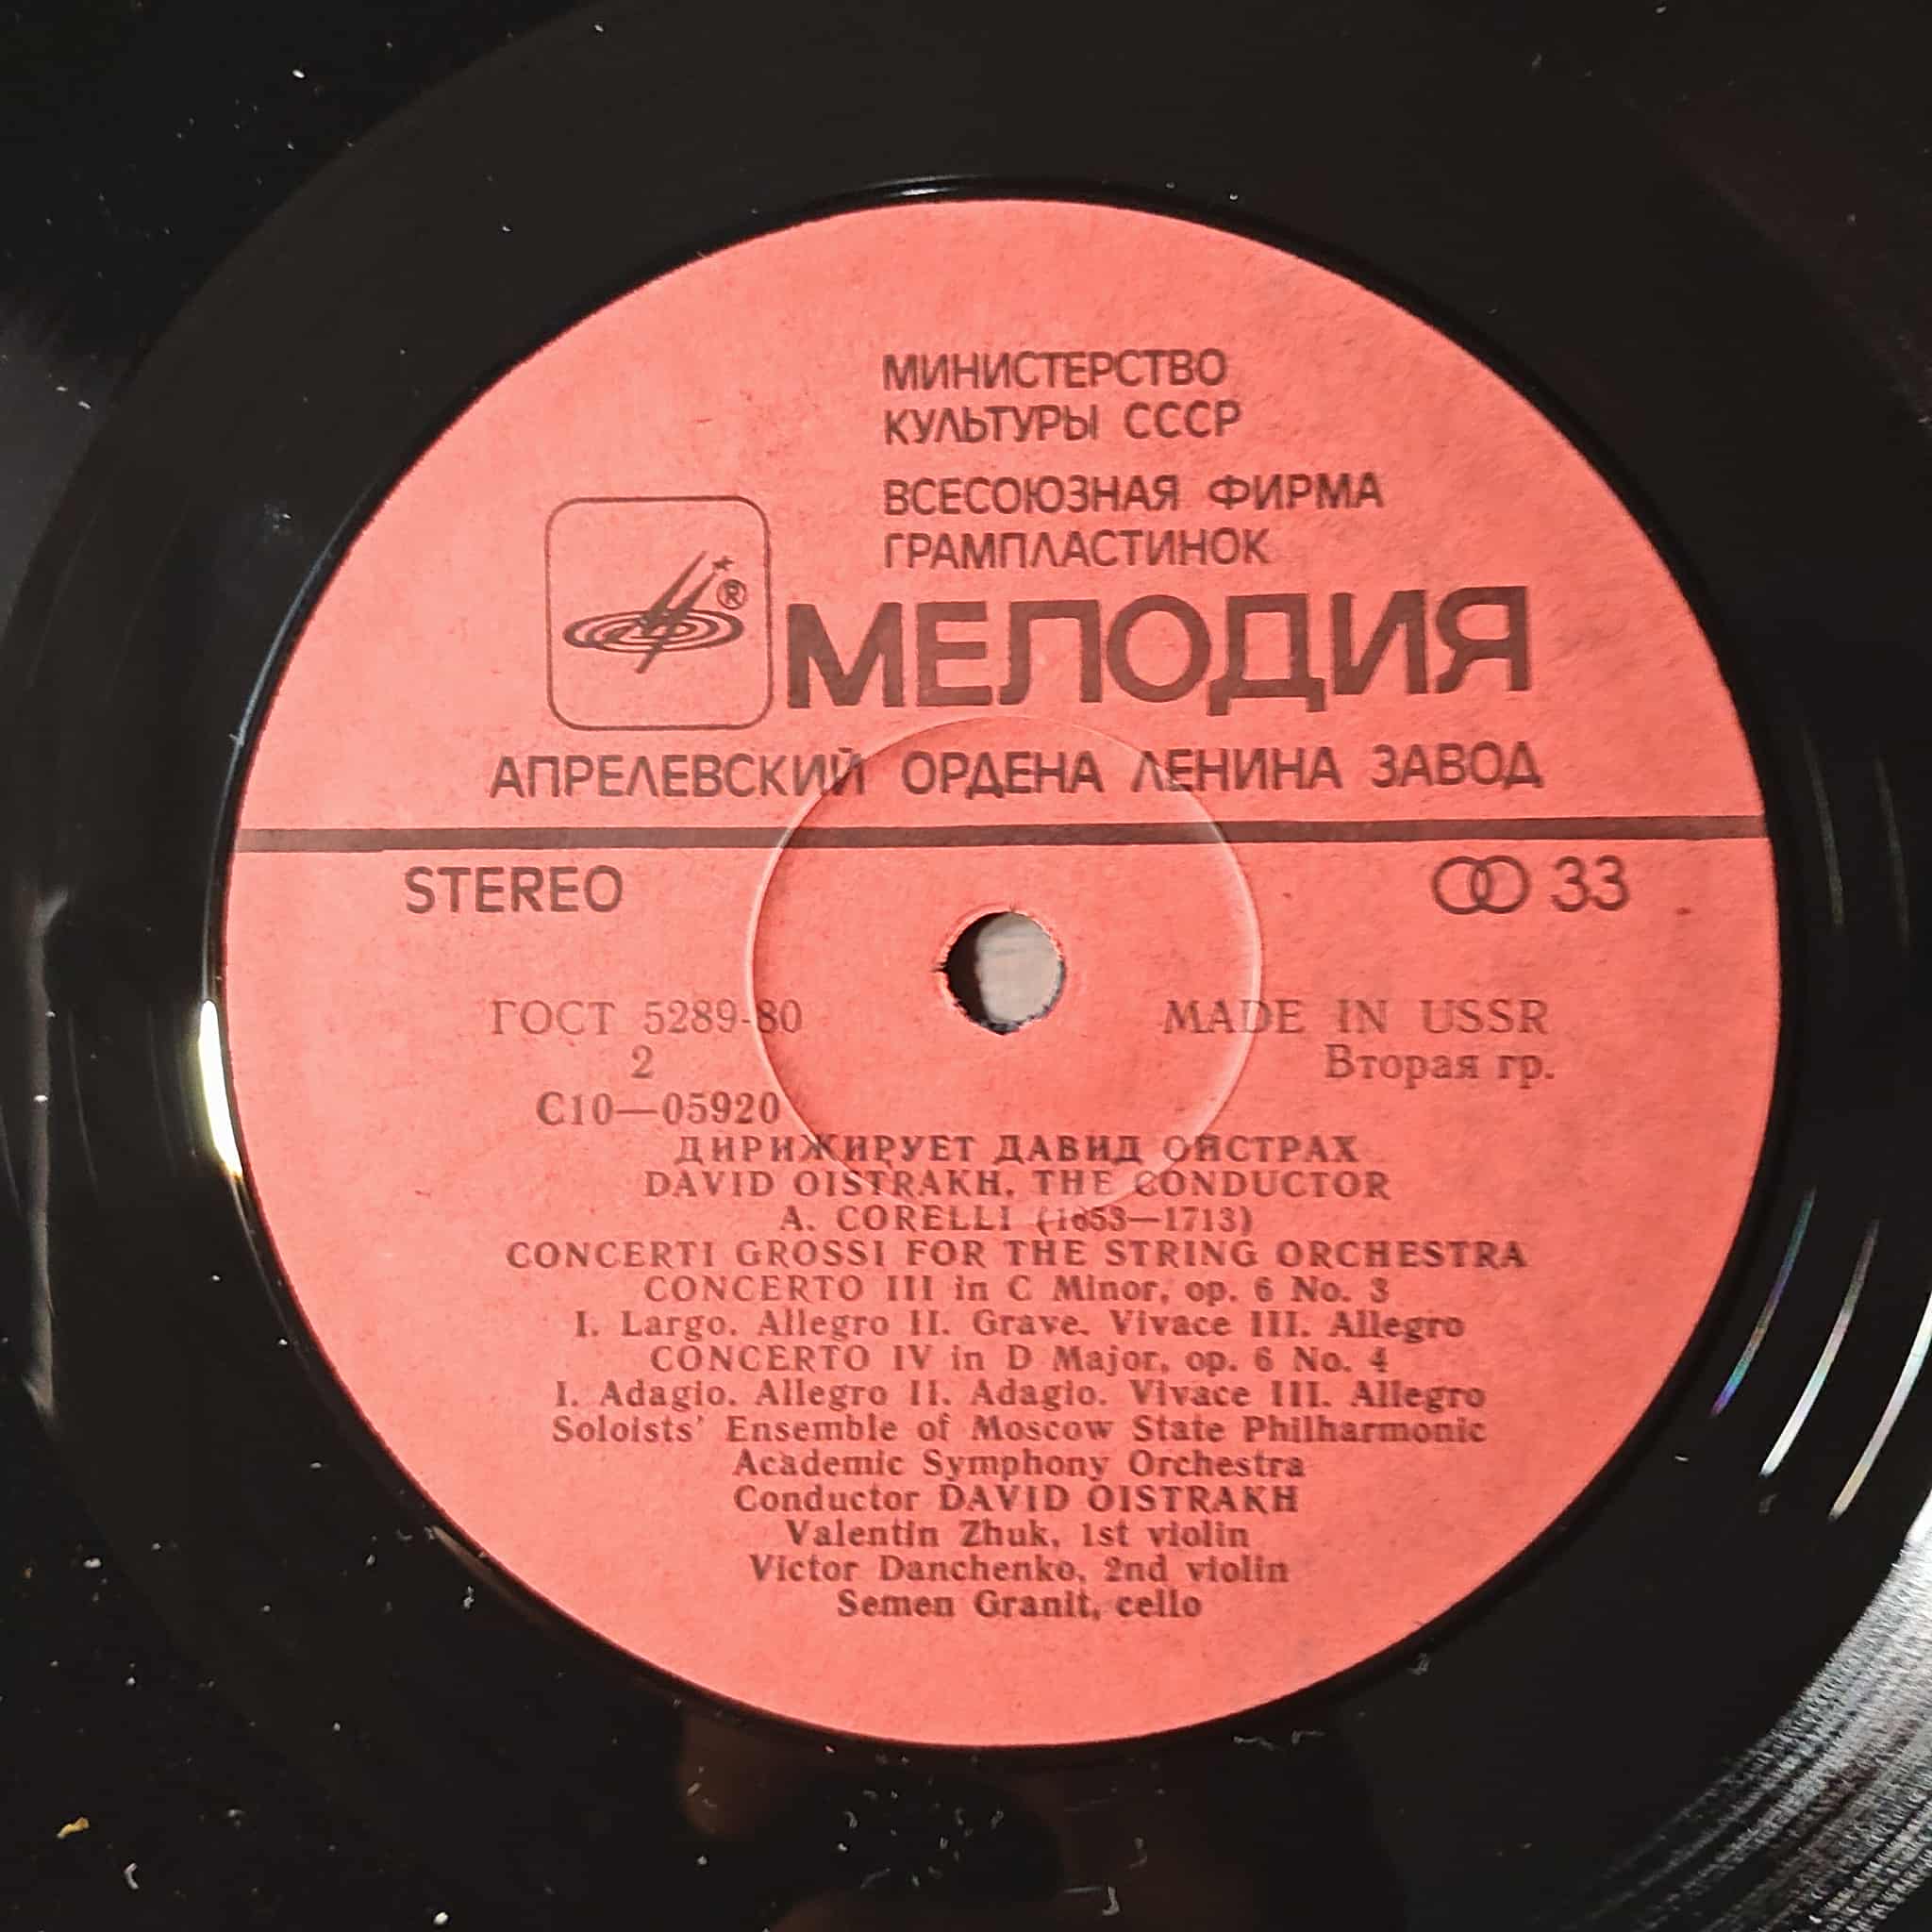 МИНИСТЕРСТВО
КУЛЬТУРЫ СССР
ВСЕСОЮЗНАЯ ФИРМА
ГРАМПЛАСТИНОК
®
МЕЛОДИЯ
АПРЕЛЕВСКИЙ ОРДЕНА ЛЕНИНА ЗАВОД
STEREO
33
ГОСТ 5289-80
MADE IN USSR
2
Вторая гр.
С10—05920
ДИРИЖИРУЕТ ДАВИД ОЙСТРАХ
DAVID OISTRAKH, THE CONDUCTOR
A. CORELLI (1653—1713)
CONCERTI GROSSI FOR THE STRING ORCHESTRA
CONCERTO III in C Minor, op. 6 No. 3
I. Largo. Allegro II. Grave. Vivace III. Allegro
CONCERTO IV in D Major, op. 6 No. 4
I. Adagio. Allegro II. Adagio. Vivace III. Allegro
Soloists' Ensemble of Moscow State Philharmonic
Academic Symphony Orchestra
Conductor DAVID OISTRAKH
Valentin Zhuk, 1st violin
Victor Danchenko, 2nd violin
Semen Granit, cello